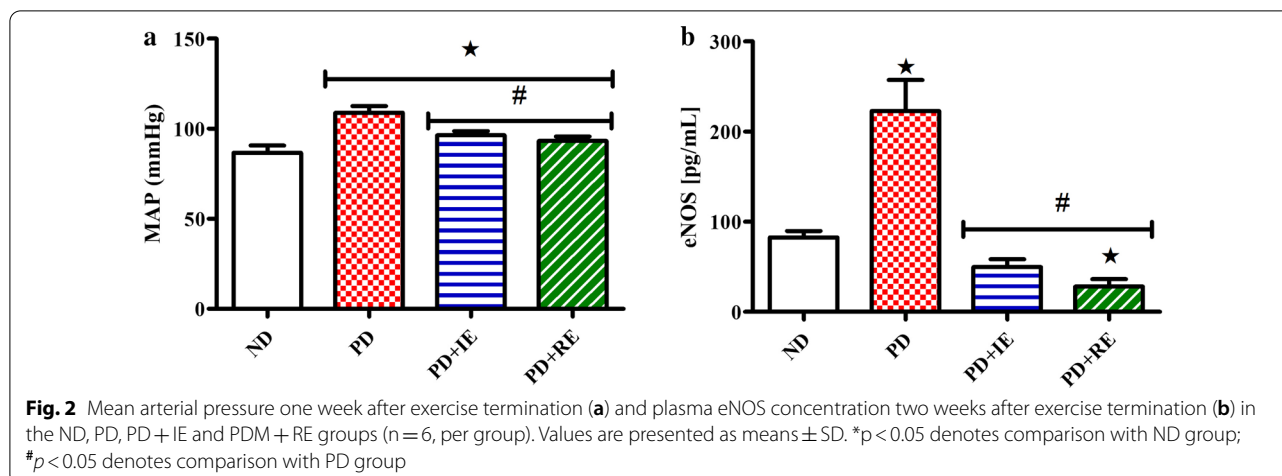 a
150
100
50
0
MAP (mmHg)
★
#
ND
PD
PD+IE
PD+RE
b
300
200
100
0
eNOS [pg/mL]
★
#
★
ND
PD
PD+IE
PD+RE
Fig. 2 Mean arterial pressure one week after exercise termination (a) and plasma eNOS concentration two weeks after exercise termination (b) in
the ND, PD, PD + IE and PDM + RE groups (n = 6, per group). Values are presented as means ± SD. *p < 0.05 denotes comparison with ND group;
#p < 0.05 denotes comparison with PD group